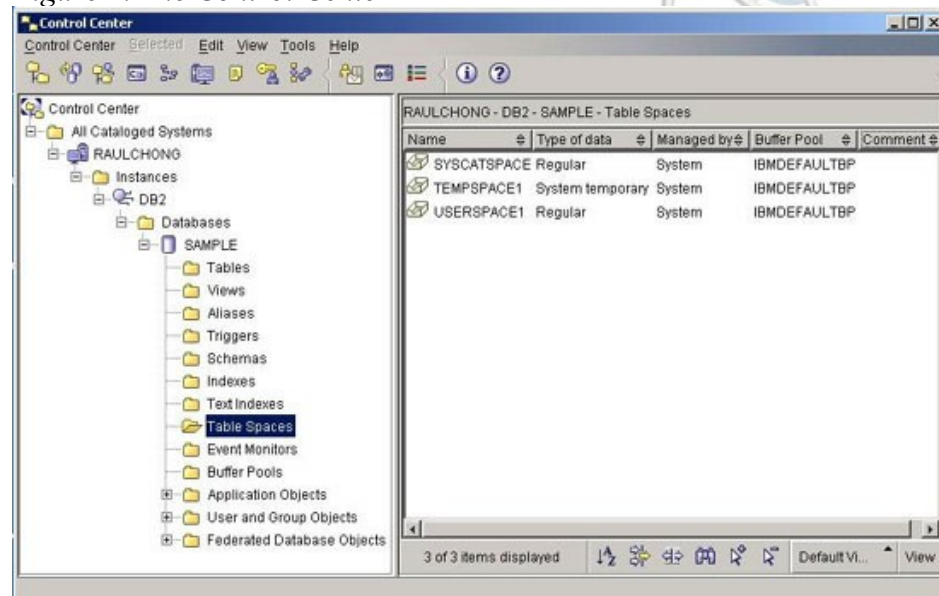 Control Center
Control Center Selected Edit View Tools Help
Control Center
All Cataloged Systems
RAULCHONG
Instances
DB2
Databases
SAMPLE
Tables
Views
Aliases
Triggers
Schemas
Indexes
Text Indexes
Table Spaces
Event Monitors
Buffer Pools
Application Objects
User and Group Objects
Federated Database Objects
RAULCHONG - DB2 - SAMPLE - Table Spaces
Name Type of data Managed by Buffer Pool Comment
SYSCATSPACE Regular System IBMDEFAULTBP
TEMPSPACE1 System temporary System IBMDEFAULTBP
USERSPACE1 Regular System IBMDEFAULTBP
3 of 3 items displayed Default Vi... View